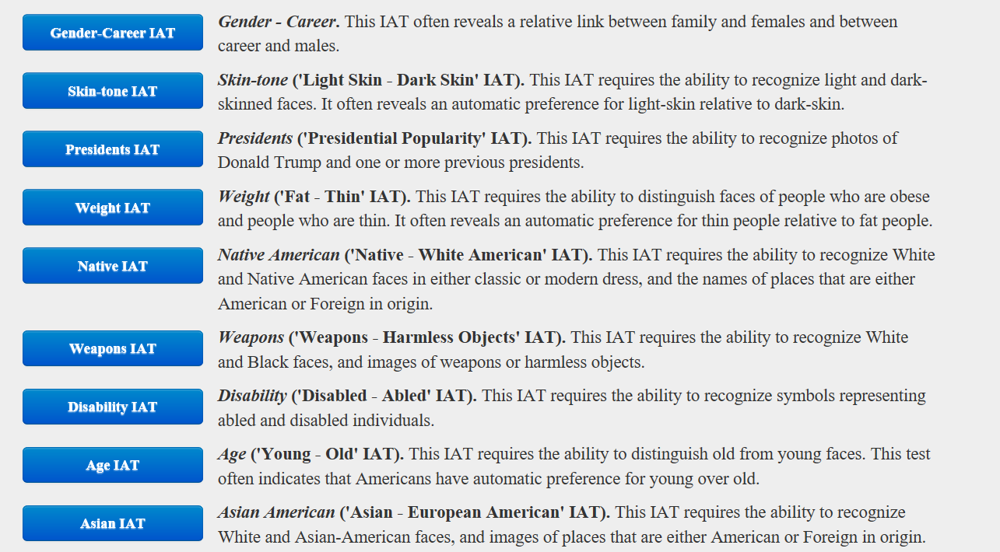 Gender-Career IAT
Gender - Career. This IAT often reveals a relative link between family and females and between
career and males.
Skin-tone IAT
Skin-tone ('Light Skin - Dark Skin' IAT). This IAT requires the ability to recognize light and dark-
skinned faces. It often reveals an automatic preference for light-skin relative to dark-skin.
Presidents IAT
Presidents ('Presidential Popularity' IAT). This IAT requires the ability to recognize photos of
Donald Trump and one or more previous presidents.
Weight IAT
Weight ('Fat - Thin' IAT). This IAT requires the ability to distinguish faces of people who are obese
and people who are thin. It often reveals an automatic preference for thin people relative to fat people.
Native IAT
Native American ('Native - White American' IAT). This IAT requires the ability to recognize White
and Native American faces in either classic or modern dress, and the names of places that are either
American or Foreign in origin.
Weapons IAT
Weapons ('Weapons - Harmless Objects' IAT). This IAT requires the ability to recognize White
and Black faces, and images of weapons or harmless objects.
Disability IAT
Disability ('Disabled - Abled' IAT). This IAT requires the ability to recognize symbols representing
abled and disabled individuals.
Age IAT
Age ('Young - Old' IAT). This IAT requires the ability to distinguish old from young faces. This test
often indicates that Americans have automatic preference for young over old.
Asian IAT
Asian American ('Asian - European American' IAT). This IAT requires the ability to recognize
White and Asian-American faces, and images of places that are either American or Foreign in origin.